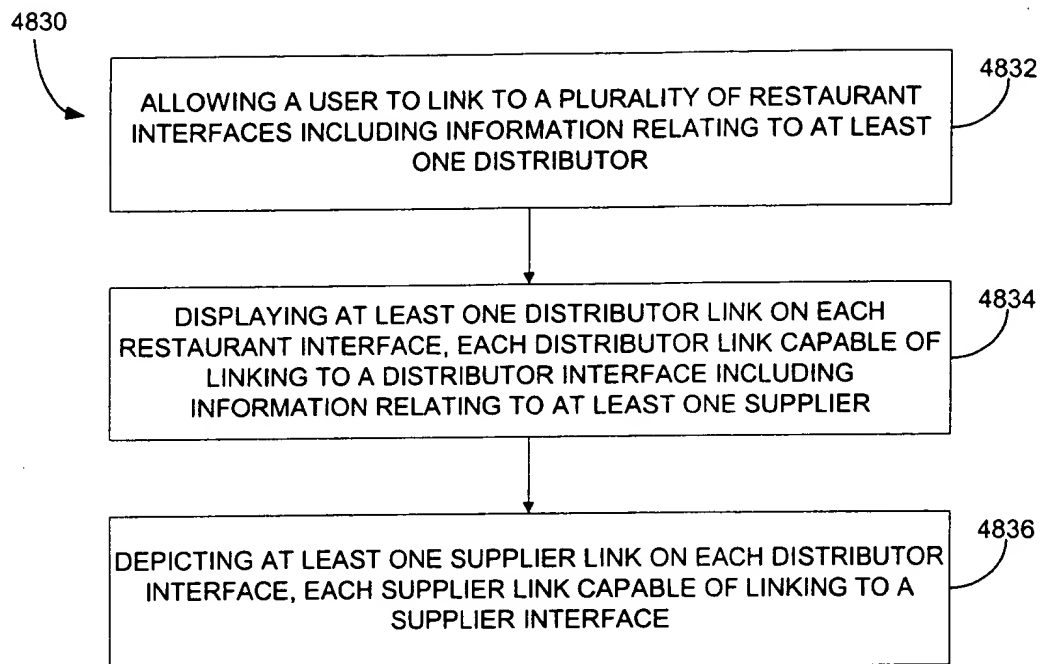 4830
4832
ALLOWING A USER TO LINK TO A PLURALITY OF RESTAURANT
INTERFACES INCLUDING INFORMATION RELATING TO AT LEAST
ONE DISTRIBUTOR
4834
DISPLAYING AT LEAST ONE DISTRIBUTOR LINK ON EACH
RESTAURANT INTERFACE, EACH DISTRIBUTOR LINK CAPABLE OF
LINKING TO A DISTRIBUTOR INTERFACE INCLUDING
INFORMATION RELATING TO AT LEAST ONE SUPPLIER
4836
DEPICTING AT LEAST ONE SUPPLIER LINK ON EACH DISTRIBUTOR
INTERFACE, EACH SUPPLIER LINK CAPABLE OF LINKING TO A
SUPPLIER INTERFACE